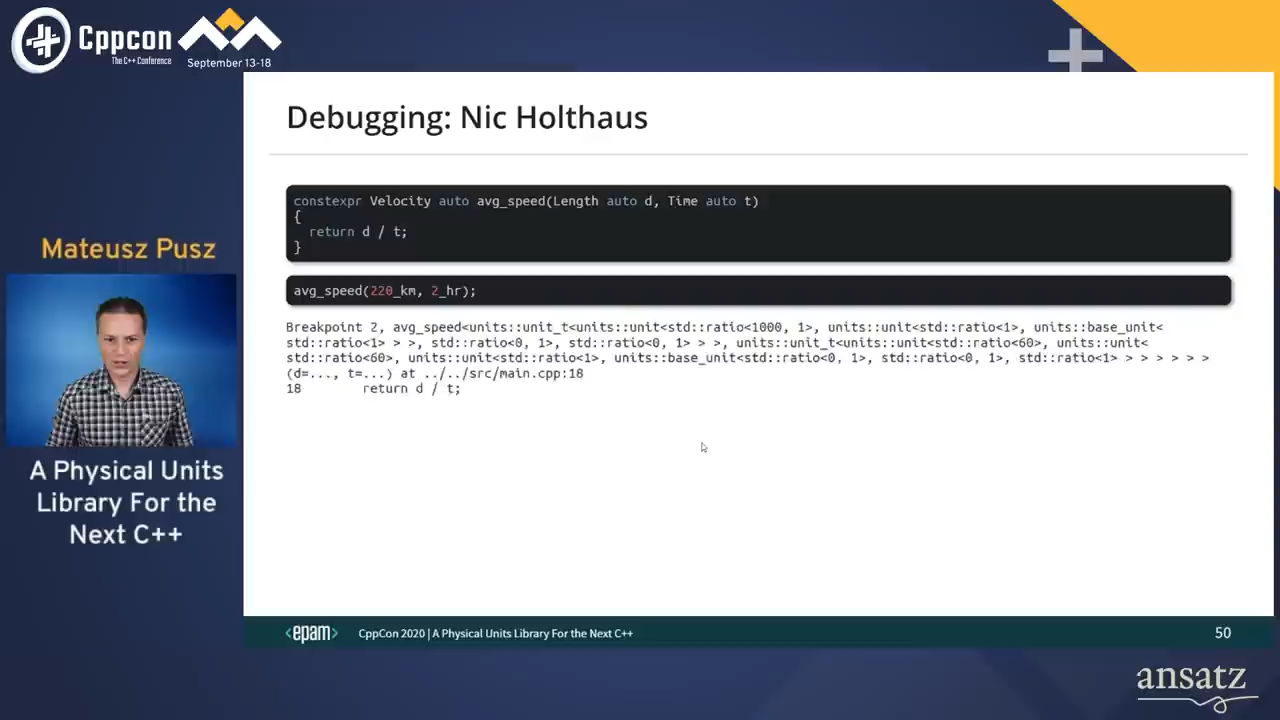 Cppcon
The C++ Conference
September 13-18
Debugging: Nic Holthaus
constexpr Velocity auto avg_speed(Length auto d, Time auto t)
{
return d / t;
}
avg_speed(220_km, 2_hr);
Breakpoint 2, avg_speed<units::unit_t<units::unit<std::ratio<1000, 1>, units::unit<std::ratio<1>, units::base_unit<
std::ratio<1> > >, std::ratio<0, 1>, std::ratio<0, 1> > >, units::unit_t<units::unit<std::ratio<60>, units::unit<
std::ratio<60>, units::unit<std::ratio<1>, units::base_unit<std::ratio<0, 1>, std::ratio<0, 1>, std::ratio<1> > > > > > >
(d=..., t=...) at ../../src/main.cpp:18
18 return d / t;
Mateusz Pusz
A Physical Units
Library For the
Next C++
<epam>
CppCon 2020 | A Physical Units Library For the Next C++
50
ansatz